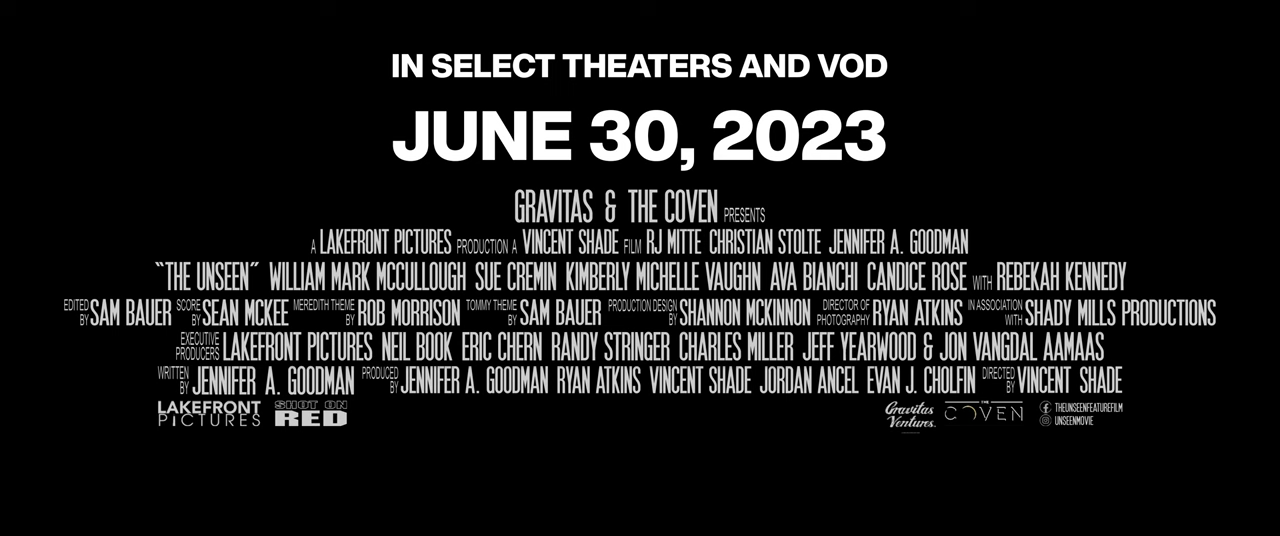 IN SELECT THEATERS AND VOD
JUNE 30, 2023
GRAVITAS & THE COVEN PRESENTS
A LAKEFRONT PICTURES PRODUCTION A VINCENT SHADE FILM RJ MITTE CHRISTIAN STOLTE JENNIFER A. GOODMAN
"THE UNSEEN" WILLIAM MARK MCCULLOUGH SUE CREMIN KIMBERLY MICHELLE VAUGHN AVA BIANCHI CANDICE ROSE WITH REBEKAH KENNEDY
EDITED BY SAM BAUER SCORE BY SEAN MCKEE MEREDITH THEME BY ROB MORRISON TOMMY THEME BY SAM BAUER PRODUCTION DESIGN BY SHANNON MCKINNON DIRECTOR OF PHOTOGRAPHY RYAN ATKINS IN ASSOCIATION WITH SHADY MILLS PRODUCTIONS
EXECUTIVE PRODUCERS LAKEFRONT PICTURES NEIL BOOK ERIC CHERN RANDY STRINGER CHARLES MILLER JEFF YEARWOOD & JON VANGDAL AAMAAS
WRITTEN BY JENNIFER A. GOODMAN PRODUCED BY JENNIFER A. GOODMAN RYAN ATKINS VINCENT SHADE JORDAN ANCEL EVAN J. CHOLFIN DIRECTED BY VINCENT SHADE
LAKEFRONT PICTURES
SHOT ON RED
Gravitas Ventures.
THE COVEN
THEUNSEENFEATUREFILM
UNSEENMOVIE